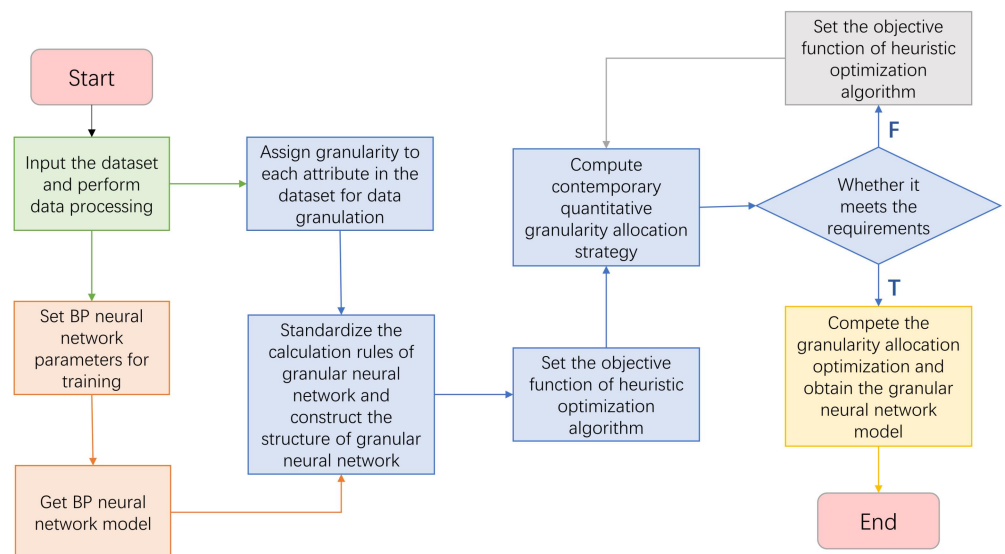 Start
Input the dataset
and perform
data processing
Set BP neural
network
parameters for
training
Get BP neural
network model
Assign granularity to
each attribute in the
dataset for data
granulation
Standardize the
calculation rules of
granular neural
network and
construct the
structure of granular
neural network
Set the objective
function of heuristic
optimization
algorithm
Compute
contemporary
quantitative
granularity allocation
strategy
Whether it
meets the
requirements
F
Set the objective
function of heuristic
optimization
algorithm
T
Compete the
granularity allocation
optimization and
obtain the granular
neural network
model
End